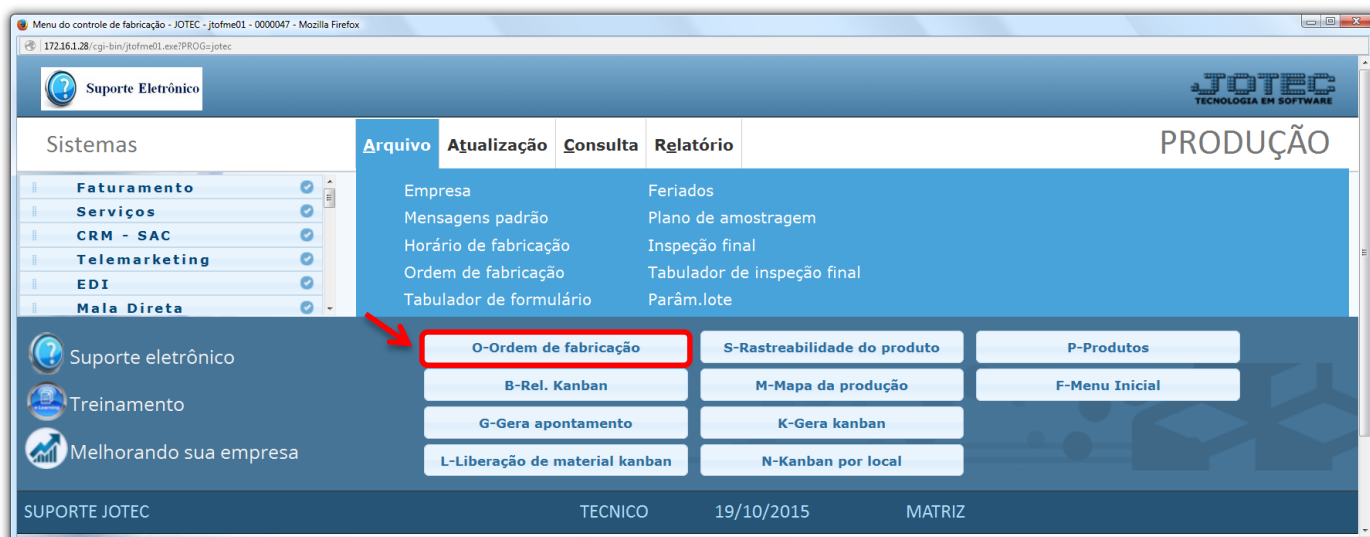 Menu do controle de fabricação - JOTEC - jtofme01 - 0000047 - Mozilla Firefox
172.16.1.28/cgi-bin/jtofme01.exe?PROG=jotec
Suporte Eletrônico
JOTEC
TECNOLOGIA EM SOFTWARE
Sistemas
Arquivo Atualização Consulta Relatório
PRODUÇÃO
Faturamento
Serviços
CRM - SAC
Telemarketing
EDI
Mala Direta
Empresa Feriados
Mensagens padrão Plano de amostragem
Horário de fabricação Inspeção final
Ordem de fabricação Tabulador de inspeção final
Tabulador de formulário Parâm.lote
Suporte eletrônico
Treinamento
Melhorando sua empresa
O-Ordem de fabricação S-Rastreabilidade do produto P-Produtos
B-Rel. Kanban M-Mapa da produção F-Menu Inicial
G-Gera apontamento K-Gera kanban
L-Liberação de material kanban N-Kanban por local
SUPORTE JOTEC TECNICO 19/10/2015 MATRIZ